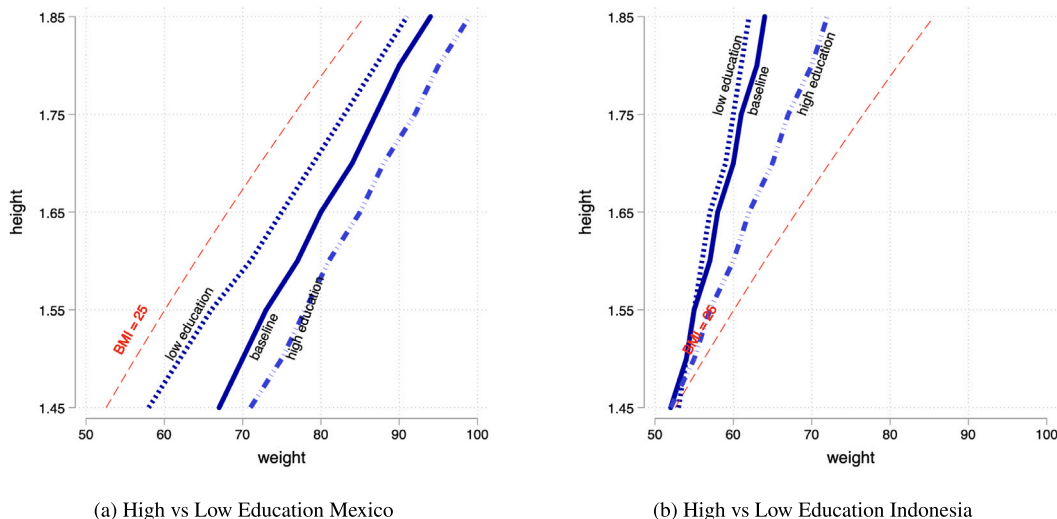 height
1.85
1.75
1.65
1.55
1.45
BMI = 25
low education
baseline
high education
50 60 70 80 90 100
weight
(a) High vs Low Education Mexico
height
1.85
1.75
1.65
1.55
1.45
low education
baseline
high education
BMI = 25
50 60 70 80 90 100
weight
(b) High vs Low Education Indonesia